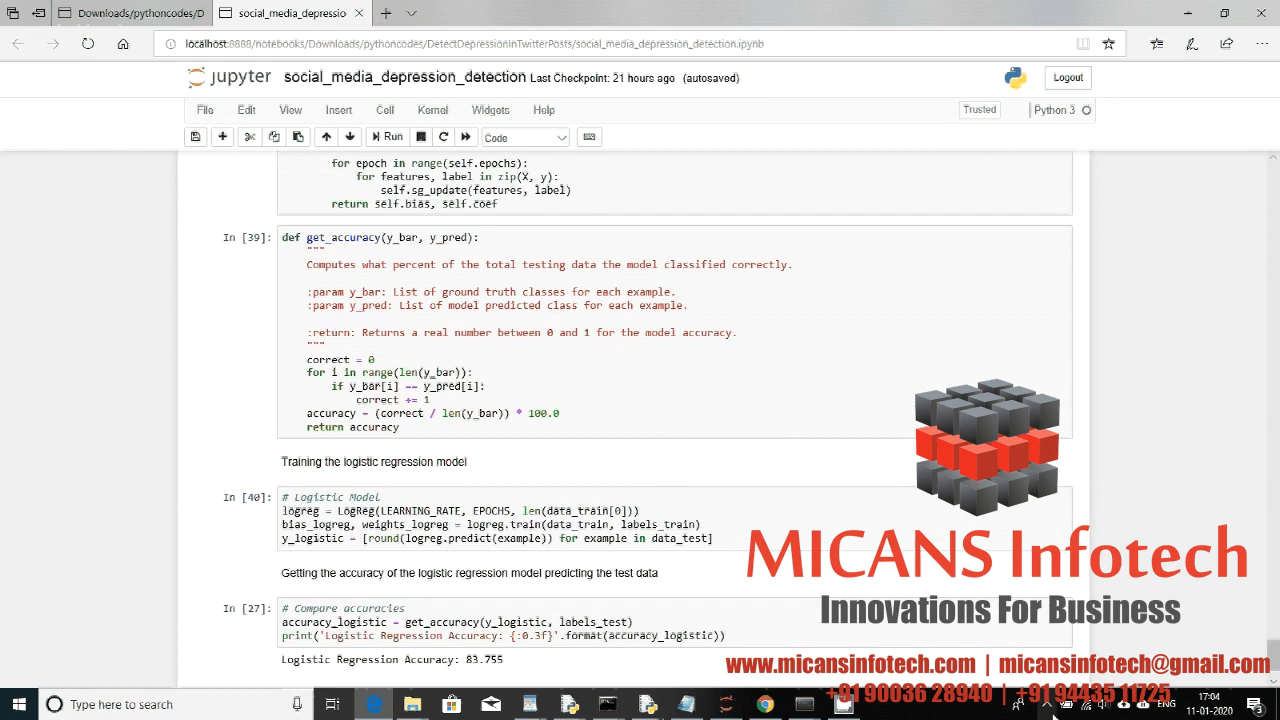 Downloads/pythoncodes/D
social_media_depressio
localhost:8888/notebooks/Downloads/pythoncodes/DetectDepressionInTwitterPosts/social_media_depression_detection.ipynb
jupyter social_media_depression_detection Last Checkpoint: 21 hours ago (autosaved)
Logout
File Edit View Insert Cell Kernel Widgets Help
Trusted
Python 3
Run
Code
for epoch in range(self.epochs):
for features, label in zip(X, y):
self.sg_update(features, label)
return self.bias, self.coef
In [39]:
def get_accuracy(y_bar, y_pred):
"""
Computes what percent of the total testing data the model classified correctly.
:param y_bar: List of ground truth classes for each example.
:param y_pred: List of model predicted class for each example.
:return: Returns a real number between 0 and 1 for the model accuracy.
"""
correct = 0
for i in range(len(y_bar)):
if y_bar[i] == y_pred[i]:
correct += 1
accuracy = (correct / len(y_bar)) * 100.0
return accuracy
Training the logistic regression model
In [40]:
# Logistic Model
logreg = LogReg(LEARNING_RATE, EPOCHS, len(data_train[0]))
bias_logreg, weights_logreg = logreg.train(data_train, labels_train)
y_logistic = [round(logreg.predict(example)) for example in data_test]
Getting the accuracy of the logistic regression model predicting the test data
In [27]:
# Compare accuracies
accuracy_logistic = get_accuracy(y_logistic, labels_test)
print('Logistic Regression Accuracy: {:0.3f}'.format(accuracy_logistic))
Logistic Regression Accuracy: 83.755
MICANS Infotech
Innovations For Business
www.micansinfotech.com | micansinfotech@gmail.com
+91 90036 28940 | +91 94435 11725
Type here to search
ENG
17:04
11-01-2020
3